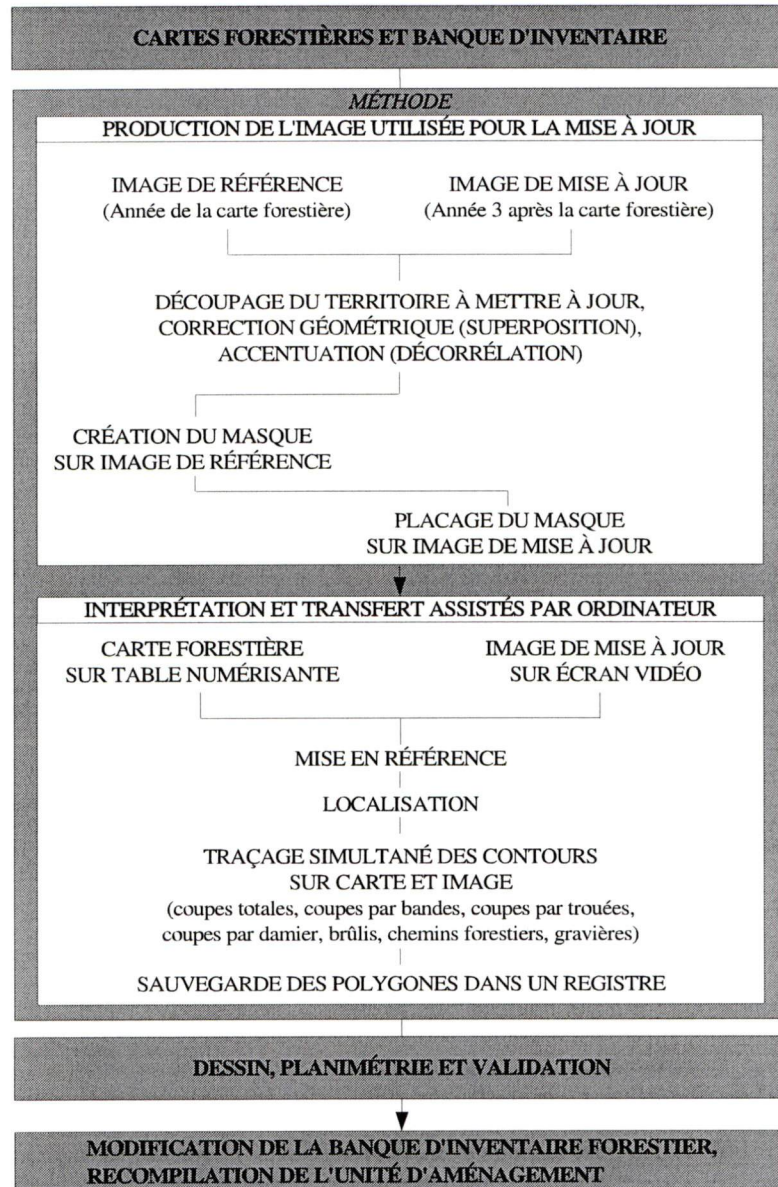 CARTES FORESTIÈRES ET BANQUE D'INVENTAIRE
MÉTHODE
PRODUCTION DE L'IMAGE UTILISÉE POUR LA MISE À JOUR
IMAGE DE RÉFÉRENCE
(Année de la carte forestière)
IMAGE DE MISE À JOUR
(Année 3 après la carte forestière)
DÉCOUPAGE DU TERRITOIRE À METTRE À JOUR,
CORRECTION GÉOMÉTRIQUE (SUPERPOSITION),
ACCENTUATION (DÉCORRÉLATION)
CRÉATION DU MASQUE
SUR IMAGE DE RÉFÉRENCE
PLACAGE DU MASQUE
SUR IMAGE DE MISE À JOUR
INTERPRÉTATION ET TRANSFERT ASSISTÉS PAR ORDINATEUR
CARTE FORESTIÈRE
SUR TABLE NUMÉRISANTE
IMAGE DE MISE À JOUR
SUR ÉCRAN VIDÉO
MISE EN RÉFÉRENCE
LOCALISATION
TRAÇAGE SIMULTANÉ DES CONTOURS
SUR CARTE ET IMAGE
(coupes totales, coupes par bandes, coupes par trouées,
coupes par damier, brûlis, chemins forestiers, gravières)
SAUVEGARDE DES POLYGONES DANS UN REGISTRE
DESSIN, PLANIMÉTRIE ET VALIDATION
MODIFICATION DE LA BANQUE D'INVENTAIRE FORESTIER,
RECOMPILATION DE L'UNITÉ D'AMÉNAGEMENT